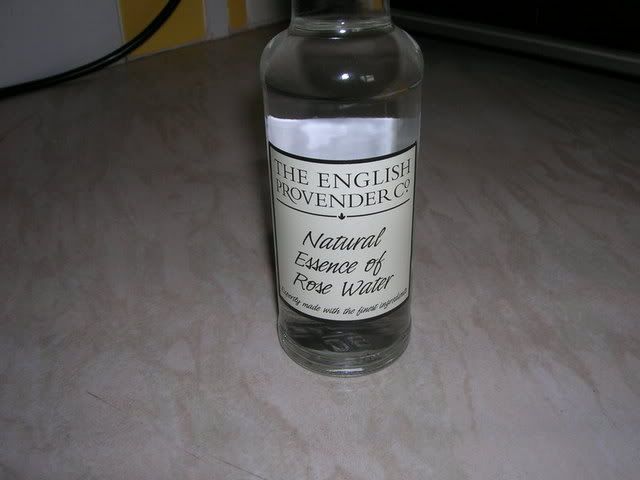 THE ENGLISH
PROVENDER Co.
Natural
Essence of
Rose Water
Expertly made with the finest ingredients